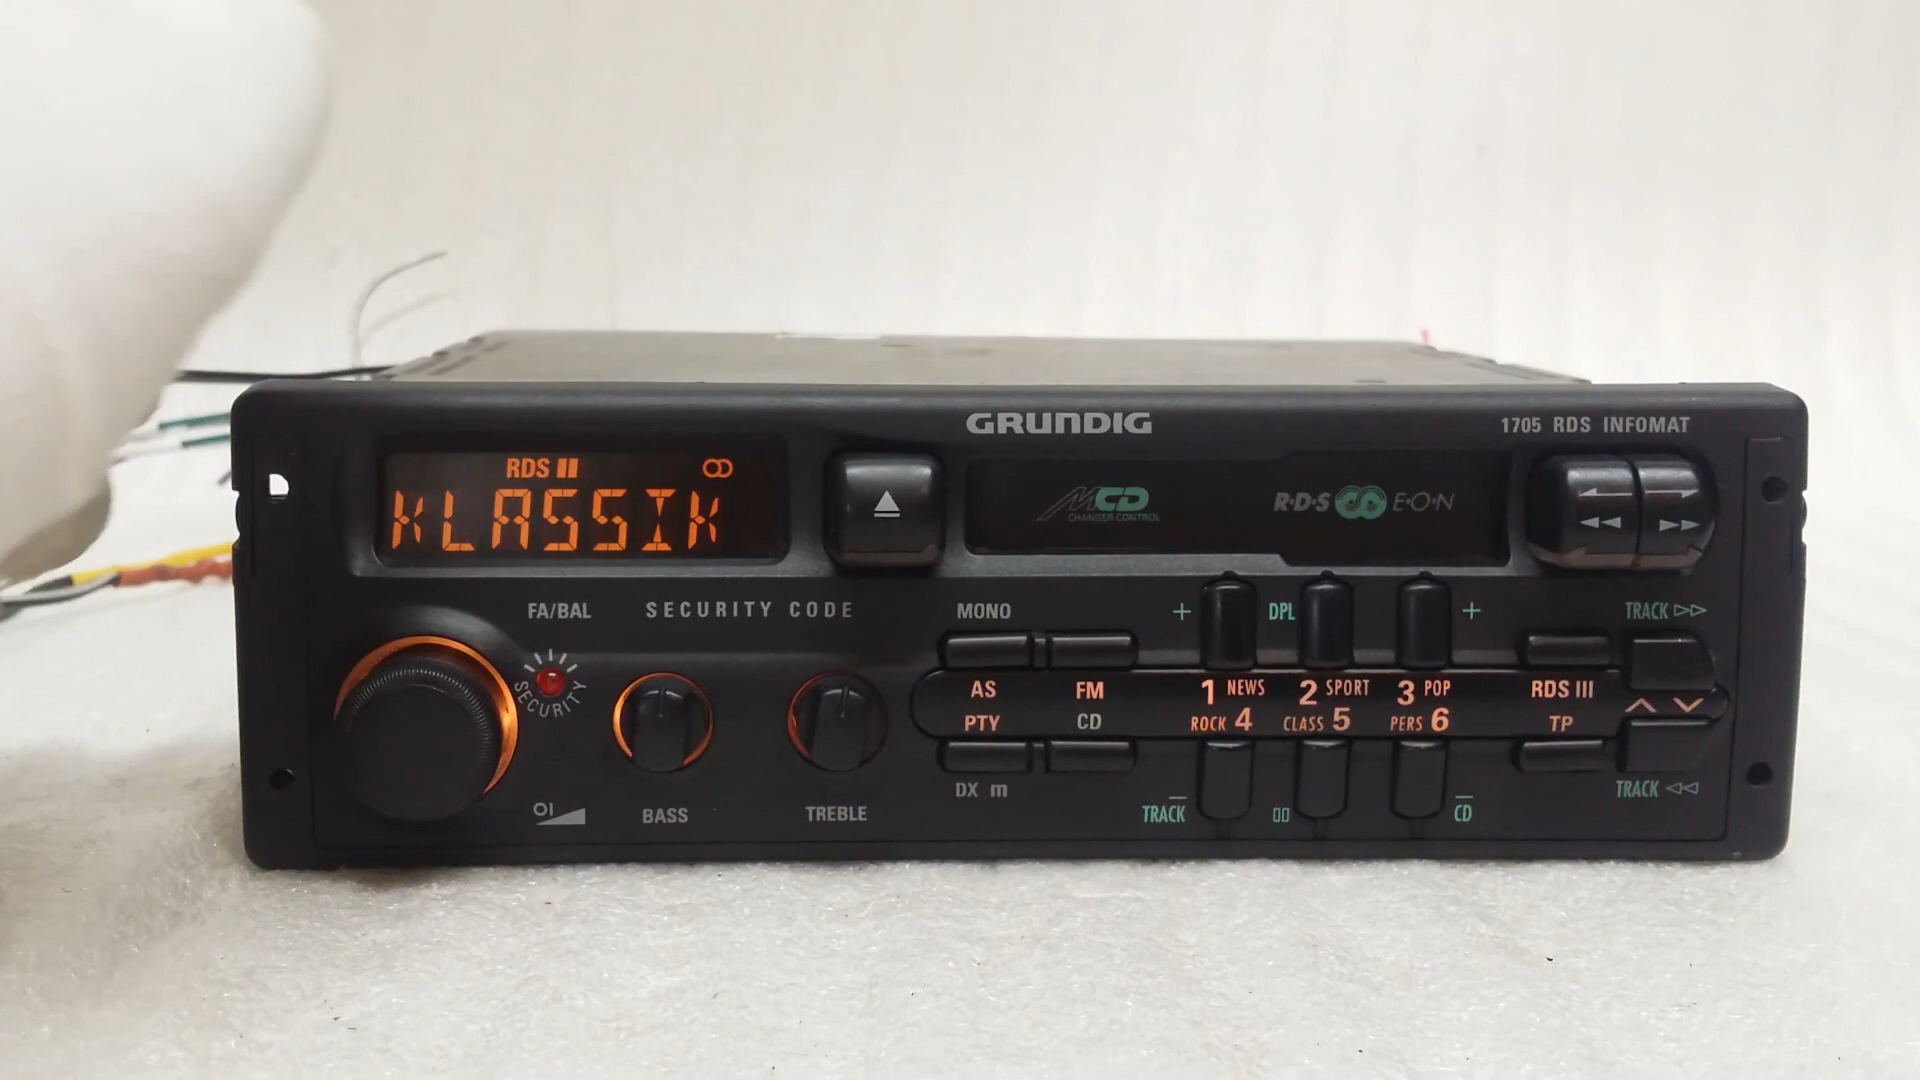 GRUNDIG
1705 RDS INFOMAT
RDS II
KLASSIK
MCD
CHANGER CONTROL
R·D·S E·O·N
FA/BAL
SECURITY CODE
MONO
+ DPL +
TRACK
SECURITY
AS FM 1 NEWS 2 SPORT 3 POP RDS III
PTY CD ROCK 4 CLASS 5 PERS 6 TP
BASS
TREBLE
DX m
TRACK
CD
TRACK